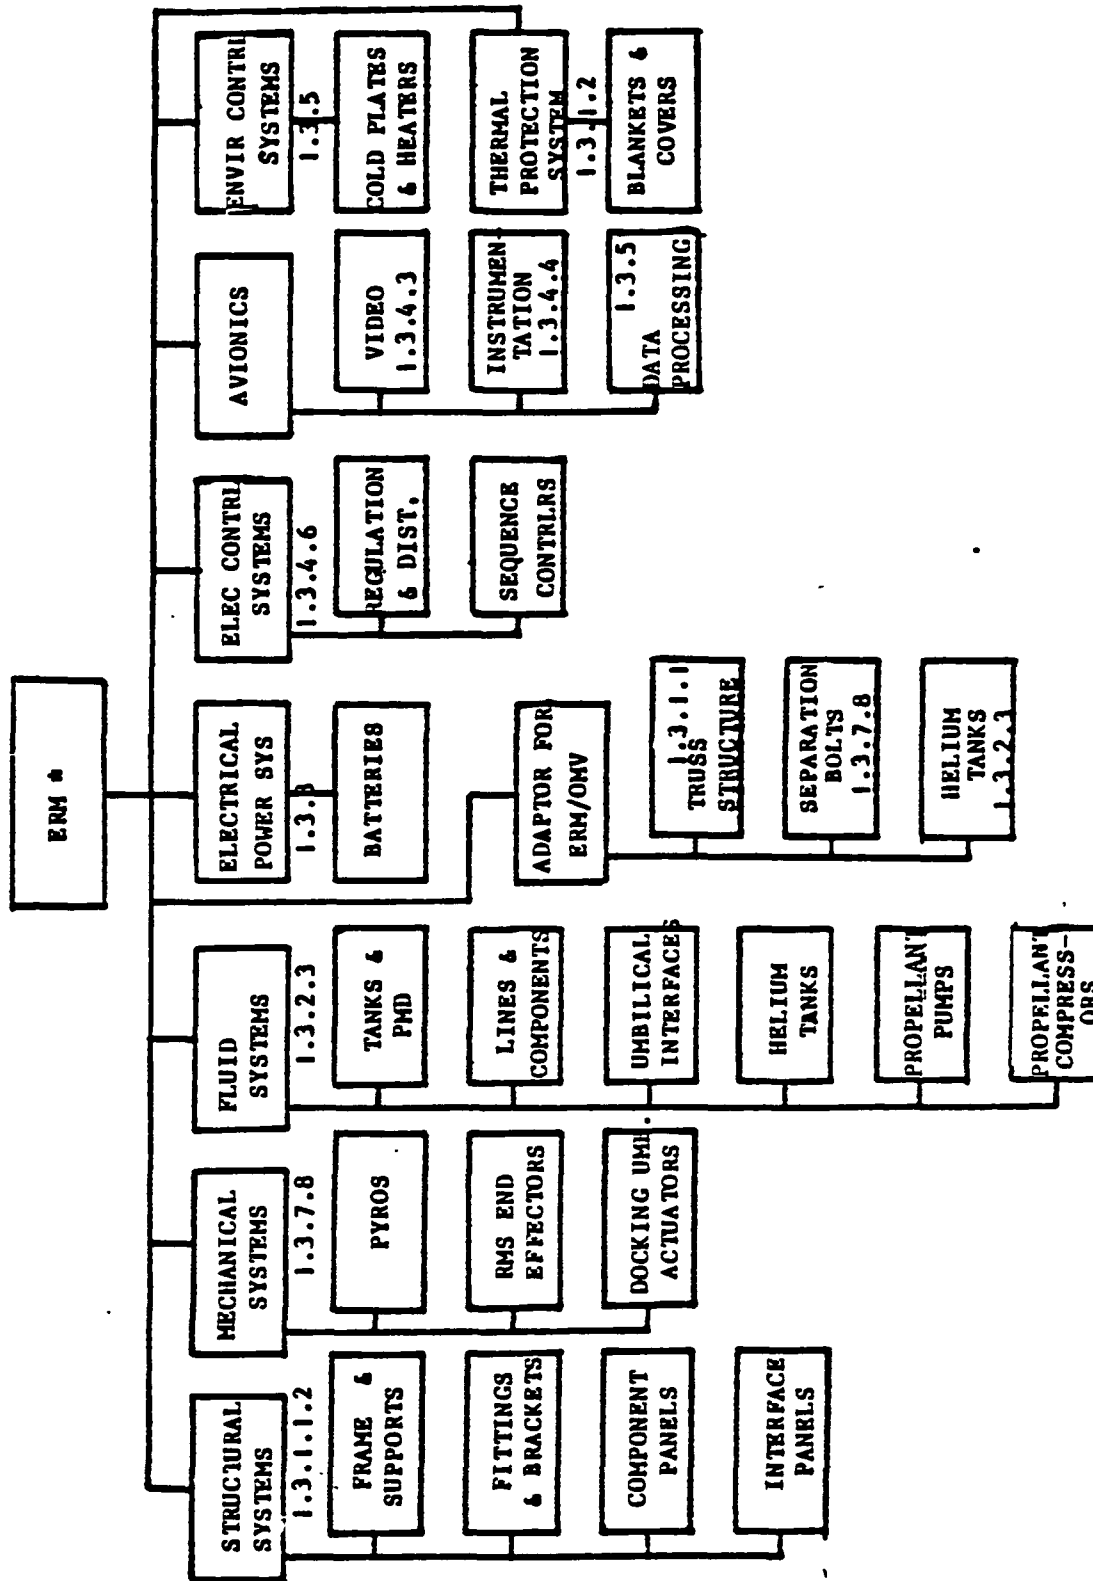 ERM *
STRUCTURAL
SYSTEMS
1.3.1.1.2
FRAME &
SUPPORTS
FITTINGS
& BRACKETS
COMPONENT
PANELS
INTERFACE
PANELS
MECHANICAL
SYSTEMS
1.3.7.8
PYROS
RMS END
EFFECTORS
DOCKING UMB.
ACTUATORS
FLUID
SYSTEMS
1.3.2.3
TANKS &
PMD
LINES &
COMPONENTS
UMBILICAL
INTERFACES
HELIUM
TANKS
PROPELLANT
PUMPS
PROPELLANT
COMPRESS-
ORS
ELECTRICAL
POWER SYS
1.3.8
BATTERIES
ADAPTOR FOR
ERM/OMV
1.3.1.1
TRUSS
STRUCTURE
SEPARATION
BOLTS
1.3.7.8
HELIUM
TANKS
1.3.2.3
ELEC CONTRL
SYSTEMS
1.3.4.6
REGULATION
& DIST.
SEQUENCE
CONTRLRS
AVIONICS
VIDEO
1.3.4.3
INSTRUMEN-
TATION
1.3.4.4
1.3.5
DATA
PROCESSING
ENVIR CONTRL
SYSTEMS
1.3.5
COLD PLATES
& HEATERS
THERMAL
PROTECTION
SYSTEM
1.3.1.2
BLANKETS &
COVERS